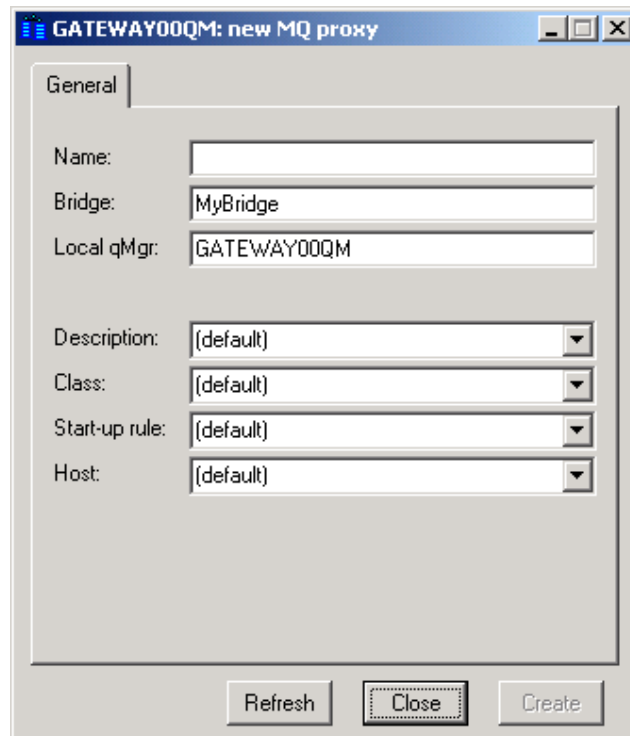 GATEWAY00QM: new MQ proxy
General
Name:
Bridge: MyBridge
Local qMgr: GATEWAY00QM
Description: (default)
Class: (default)
Start-up rule: (default)
Host: (default)
Refresh Close Create